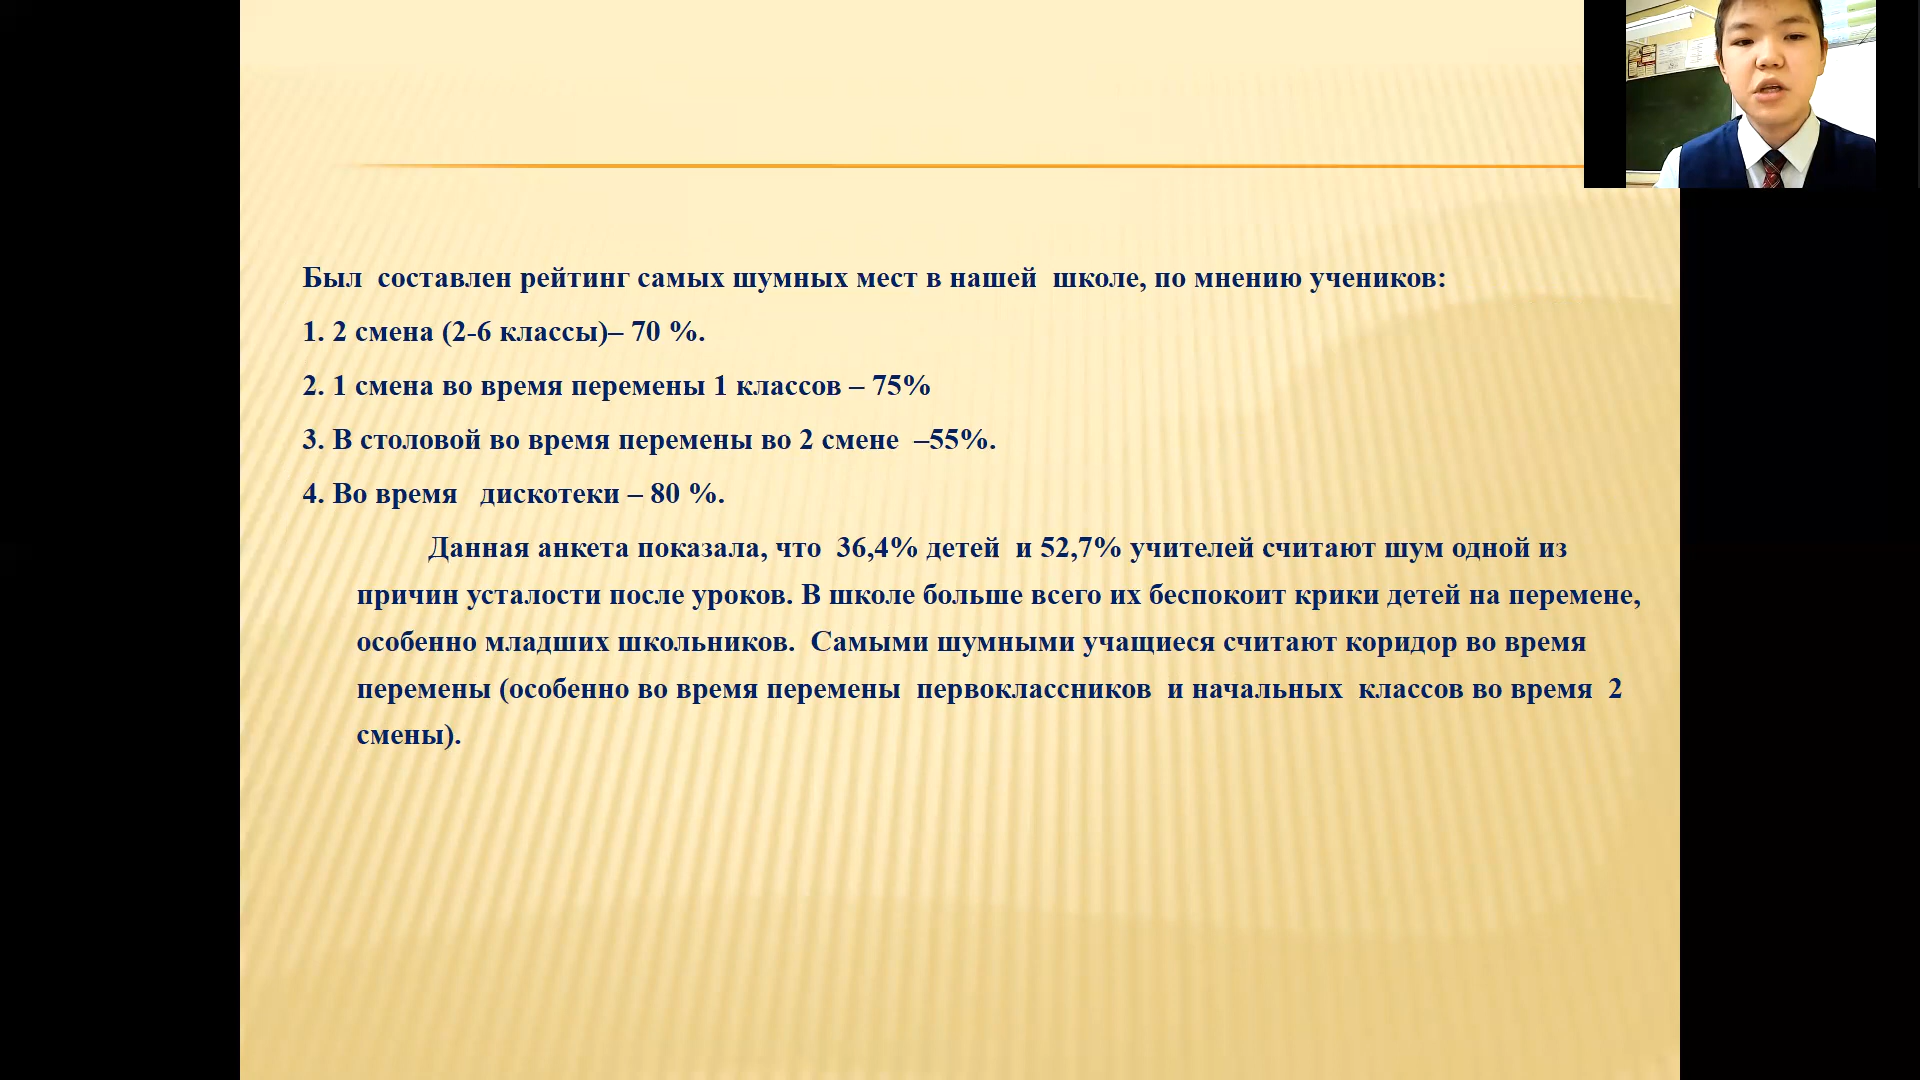 Был составлен рейтинг самых шумных мест в нашей школе, по мнению учеников:
1. 2 смена (2-6 классы)– 70 %.
2. 1 смена во время перемены 1 классов – 75%
3. В столовой во время перемены во 2 смене –55%.
4. Во время дискотеки – 80 %.
Данная анкета показала, что 36,4% детей и 52,7% учителей считают шум одной из
причин усталости после уроков. В школе больше всего их беспокоит крики детей на перемене,
особенно младших школьников. Самыми шумными учащиеся считают коридор во время
перемены (особенно во время перемены первоклассников и начальных классов во время 2
смены).